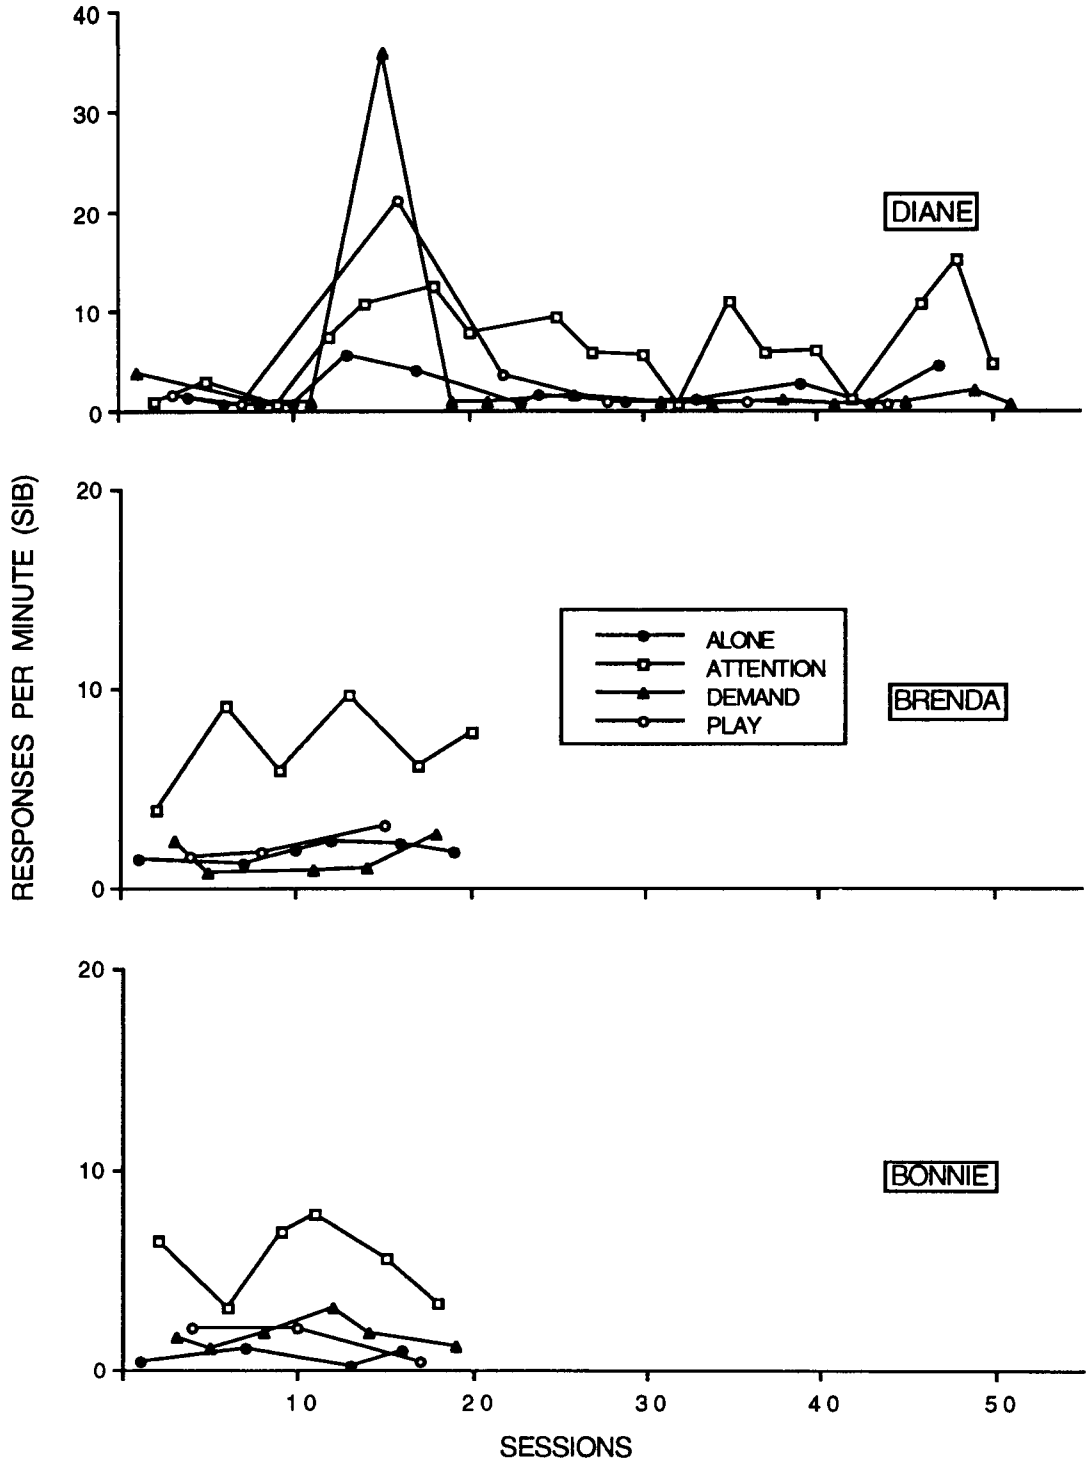 40
30
20
10
0
DIANE
RESPONSES PER MINUTE (SIB)
20
10
0
ALONE
ATTENTION
DEMAND
PLAY
BRENDA
20
10
0
BONNIE
10 20 30 40 50
SESSIONS